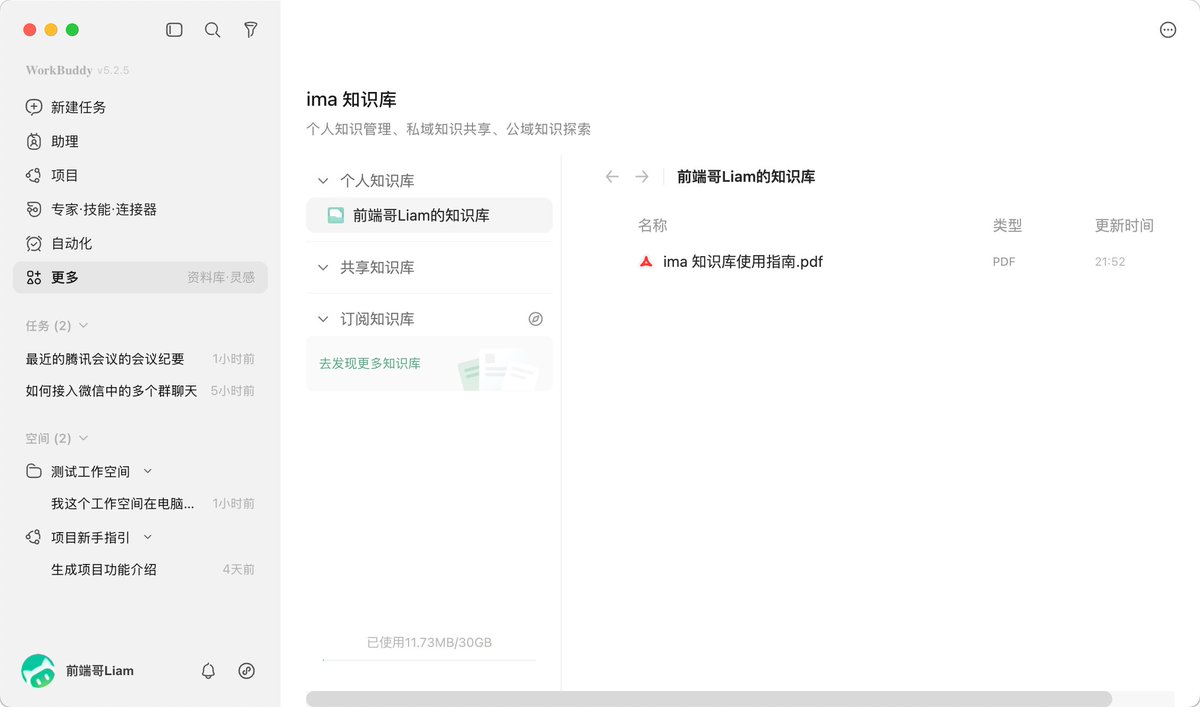 WorkBuddy v5.2.5
新建任务
助理
项目
专家·技能·连接器
自动化
更多 资料库·灵感
任务 (2)
最近的腾讯会议的会议纪要 1小时前
如何接入微信中的多个群聊天 5小时前
空间 (2)
测试工作空间
我这个工作空间在电脑... 1小时前
项目新手指引
生成项目功能介绍 4天前
前端哥Liam
ima 知识库
个人知识管理、私域知识共享、公域知识探索
个人知识库
前端哥Liam的知识库
共享知识库
订阅知识库
去发现更多知识库
已使用11.73MB/30GB
前端哥Liam的知识库
名称 类型 更新时间
ima 知识库使用指南.pdf PDF 21:52